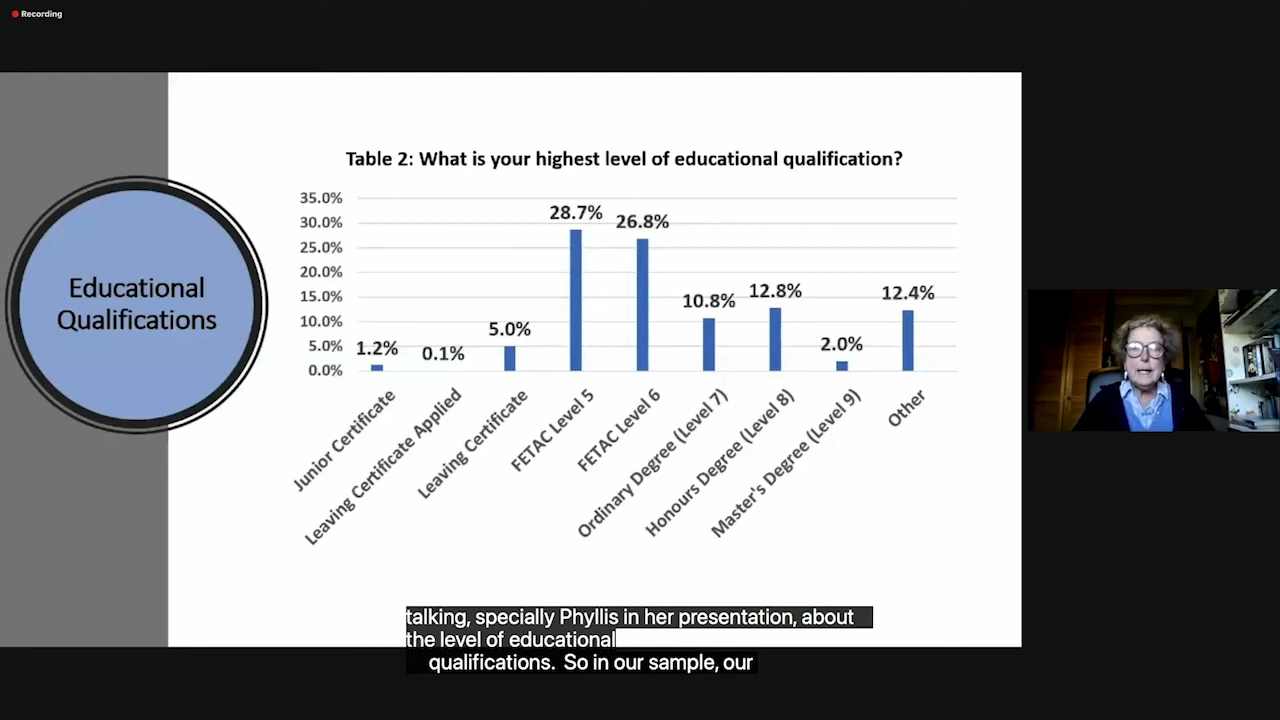 Recording
Table 2: What is your highest level of educational qualification?
Educational
Qualifications
35.0%
30.0%
25.0%
20.0%
15.0%
10.0%
5.0%
0.0%
1.2%
0.1%
5.0%
28.7%
26.8%
10.8%
12.8%
2.0%
12.4%
Junior Certificate
Leaving Certificate Applied
Leaving Certificate
FETAC Level 5
FETAC Level 6
Ordinary Degree (Level 7)
Honours Degree (Level 8)
Master's Degree (Level 9)
Other
talking, specially Phyllis in her presentation, about
the level of educational
qualifications. So in our sample, our